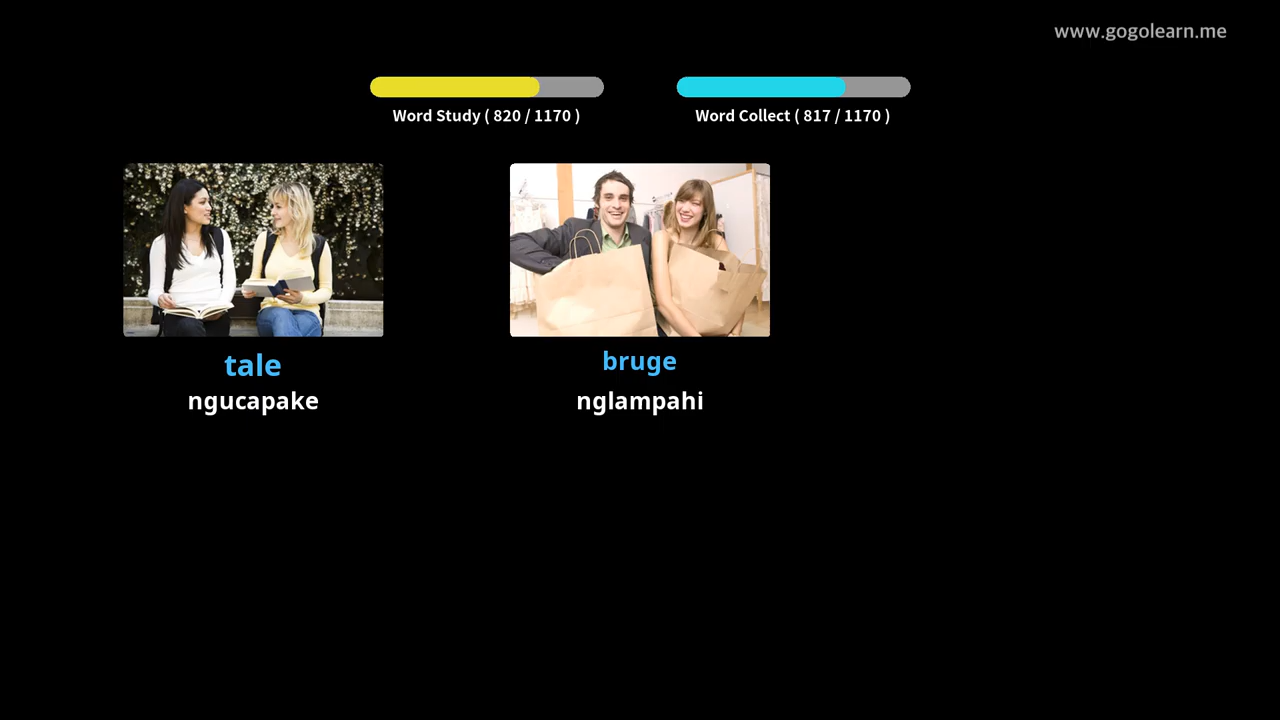 www.gogolearn.me
Word Study ( 820 / 1170 )
Word Collect ( 817 / 1170 )
tale
ngucapake
bruge
nglampahi